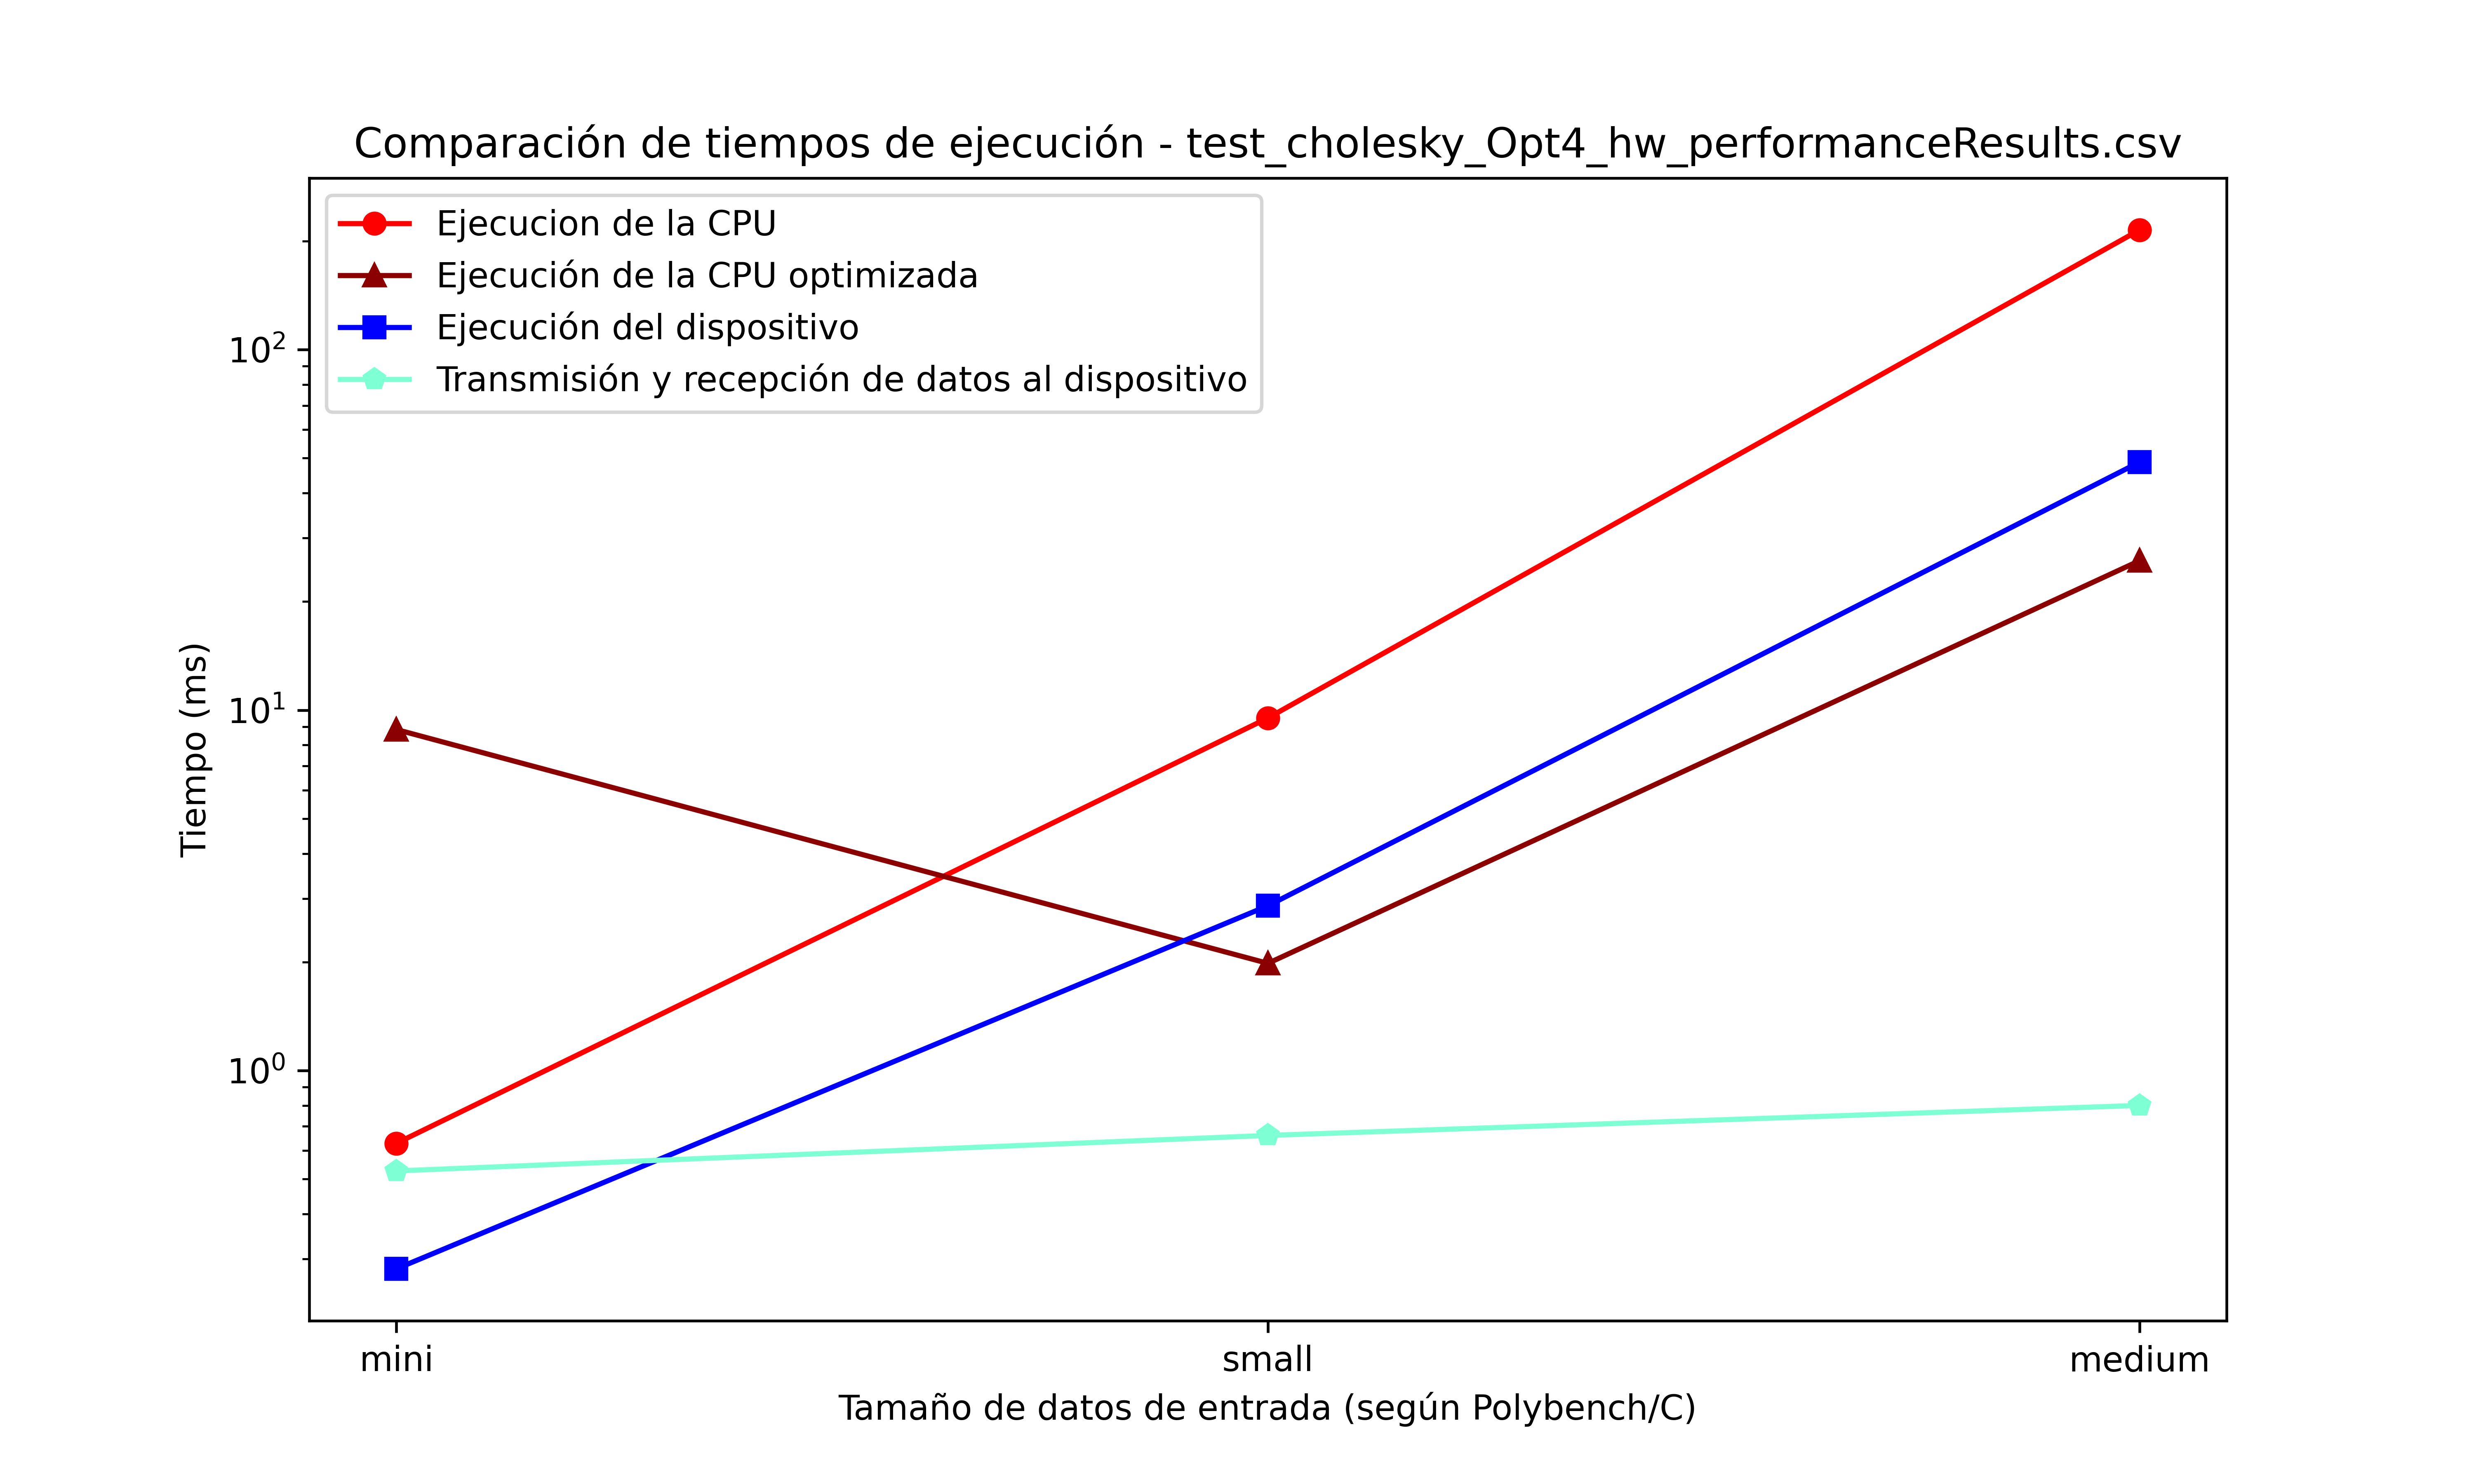 Comparación de tiempos de ejecución - test_cholesky_Opt4_hw_performanceResults.csv
Ejecucion de la CPU
Ejecución de la CPU optimizada
Ejecución del dispositivo
Transmisión y recepción de datos al dispositivo
10²
10¹
10⁰
Tiempo (ms)
mini small medium
Tamaño de datos de entrada (según Polybench/C)